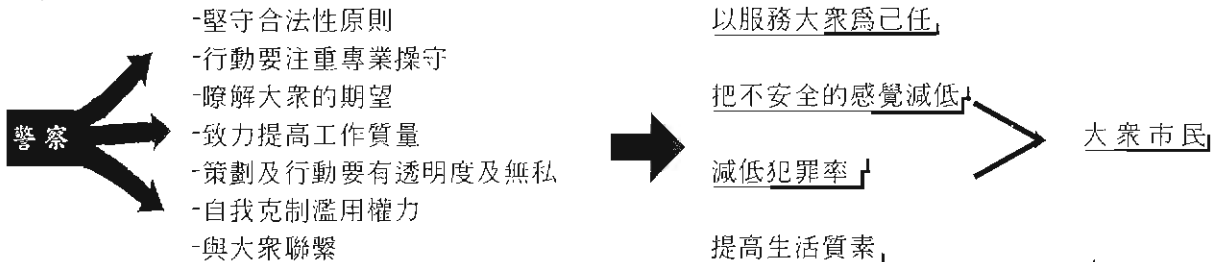 警察
-堅守合法性原則
-行動要注重專業操守
-瞭解大衆的期望
-致力提高工作質量
-策劃及行動要有透明度及無私
-自我克制濫用權力
-與大衆聯繫
以服務大衆爲己任
把不安全的感覺減低
減低犯罪率
提高生活質素
大衆市民